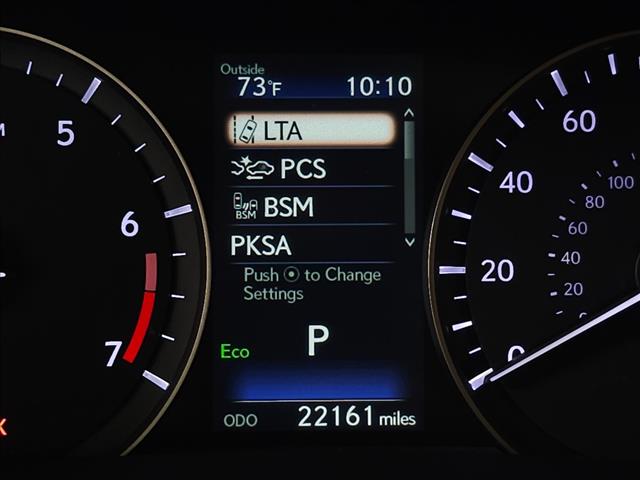 Outside
73°F 10:10
LTA
PCS
BSM
BSM
PKSA
Push to Change
Settings
Eco
P
ODO 22161 miles
5
6
7
M
K
60
40
20
0
100
80
60
40
20
0